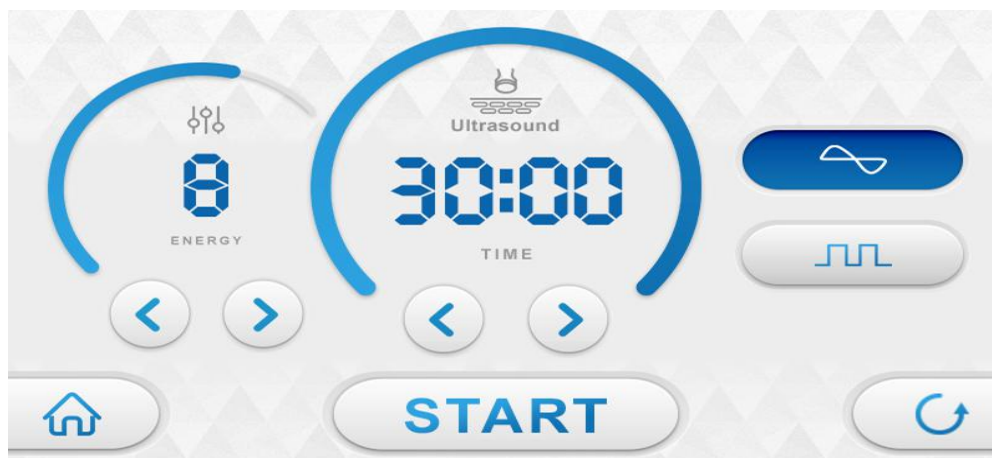 Ultrasound
8
30:00
ENERGY
TIME
START